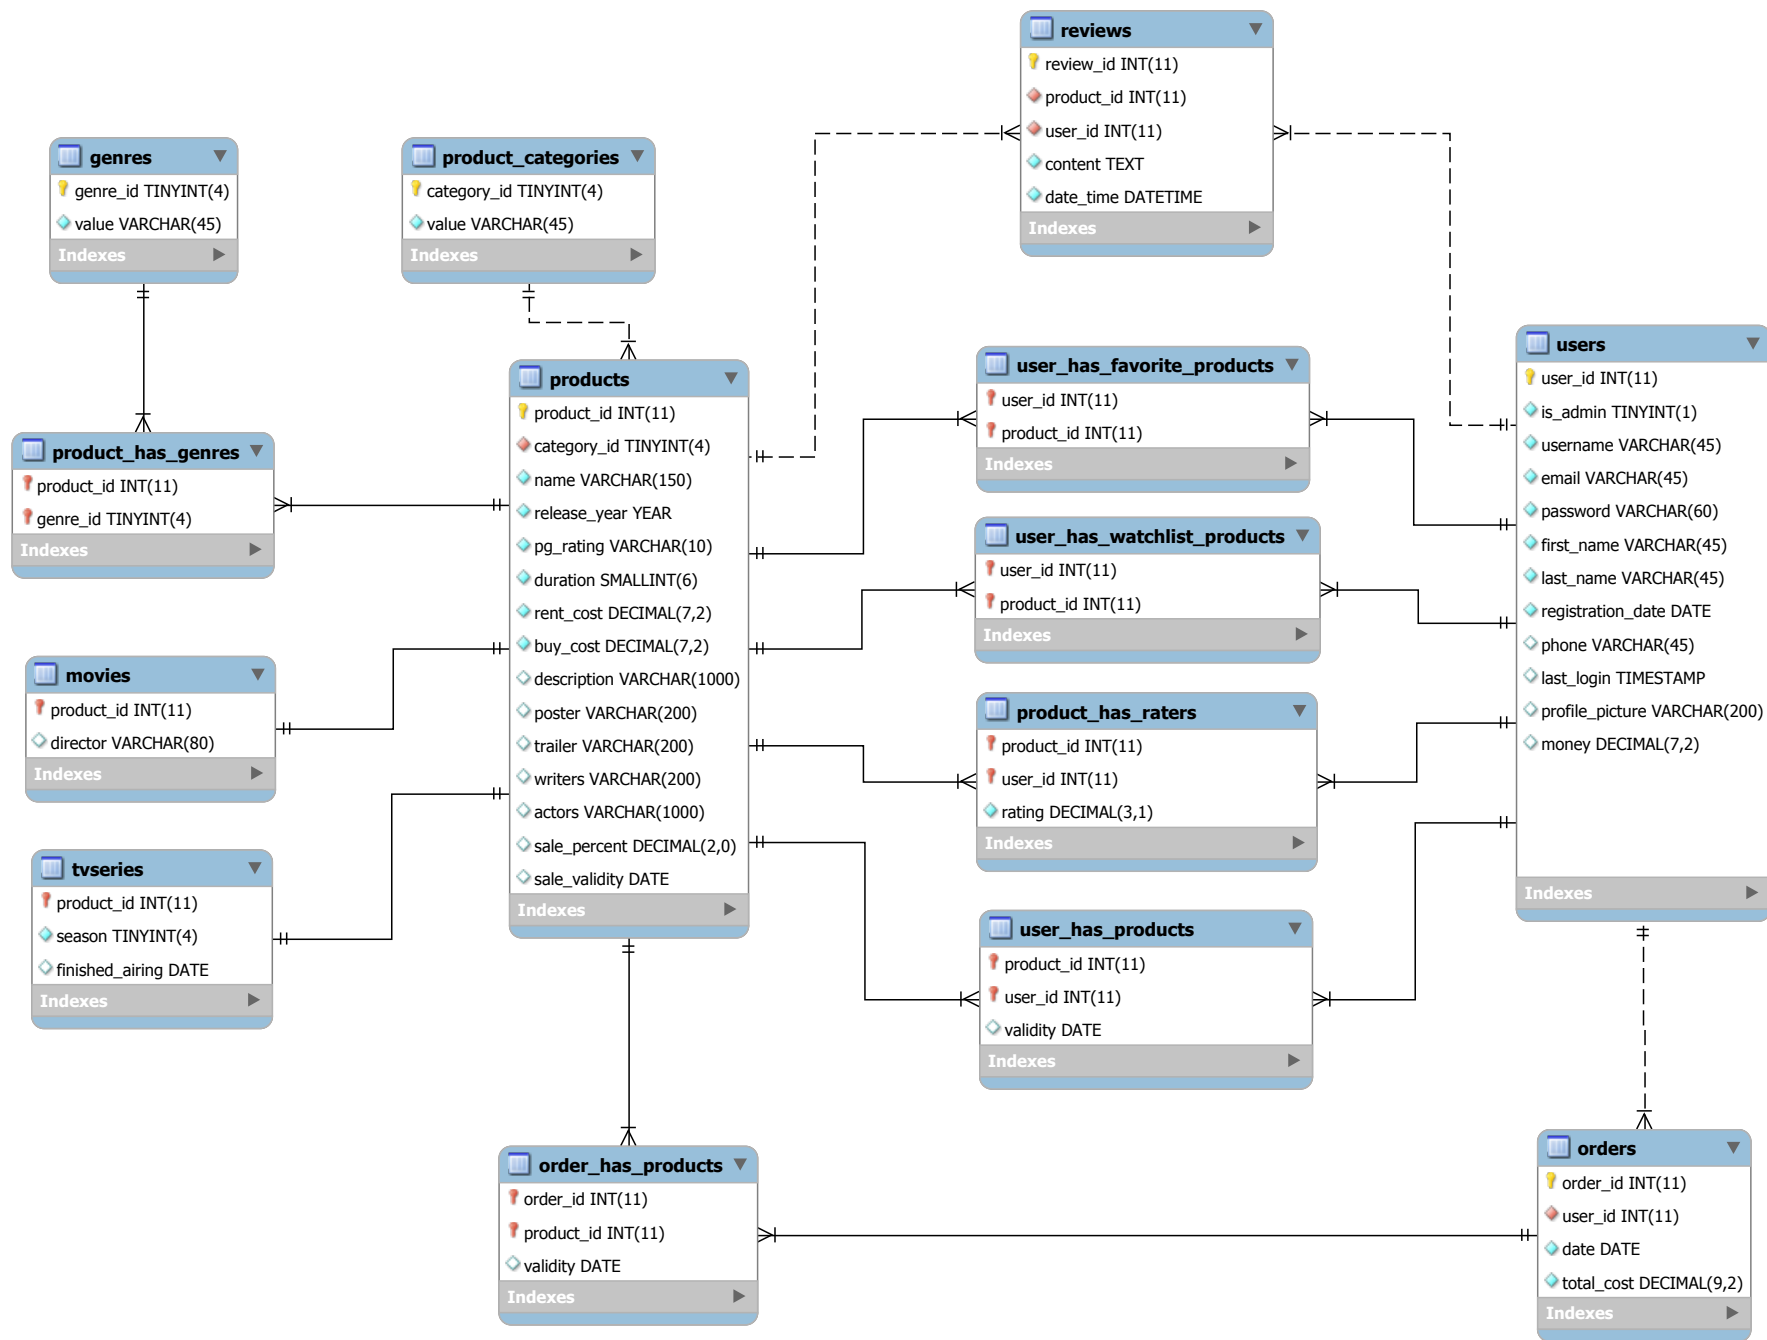 reviews
review_id INT(11)
product_id INT(11)
user_id INT(11)
content TEXT
date_time DATETIME
Indexes
genres
genre_id TINYINT(4)
value VARCHAR(45)
Indexes
product_categories
category_id TINYINT(4)
value VARCHAR(45)
Indexes
products
product_id INT(11)
category_id TINYINT(4)
name VARCHAR(150)
release_year YEAR
pg_rating VARCHAR(10)
duration SMALLINT(6)
rent_cost DECIMAL(7,2)
buy_cost DECIMAL(7,2)
description VARCHAR(1000)
poster VARCHAR(200)
trailer VARCHAR(200)
writers VARCHAR(200)
actors VARCHAR(1000)
sale_percent DECIMAL(2,0)
sale_validity DATE
Indexes
product_has_genres
product_id INT(11)
genre_id TINYINT(4)
Indexes
movies
product_id INT(11)
director VARCHAR(80)
Indexes
tvseries
product_id INT(11)
season TINYINT(4)
finished_airing DATE
Indexes
user_has_favorite_products
user_id INT(11)
product_id INT(11)
Indexes
user_has_watchlist_products
user_id INT(11)
product_id INT(11)
Indexes
product_has_raters
product_id INT(11)
user_id INT(11)
rating DECIMAL(3,1)
Indexes
user_has_products
product_id INT(11)
user_id INT(11)
validity DATE
Indexes
users
user_id INT(11)
is_admin TINYINT(1)
username VARCHAR(45)
email VARCHAR(45)
password VARCHAR(60)
first_name VARCHAR(45)
last_name VARCHAR(45)
registration_date DATE
phone VARCHAR(45)
last_login TIMESTAMP
profile_picture VARCHAR(200)
money DECIMAL(7,2)
Indexes
order_has_products
order_id INT(11)
product_id INT(11)
validity DATE
Indexes
orders
order_id INT(11)
user_id INT(11)
date DATE
total_cost DECIMAL(9,2)
Indexes